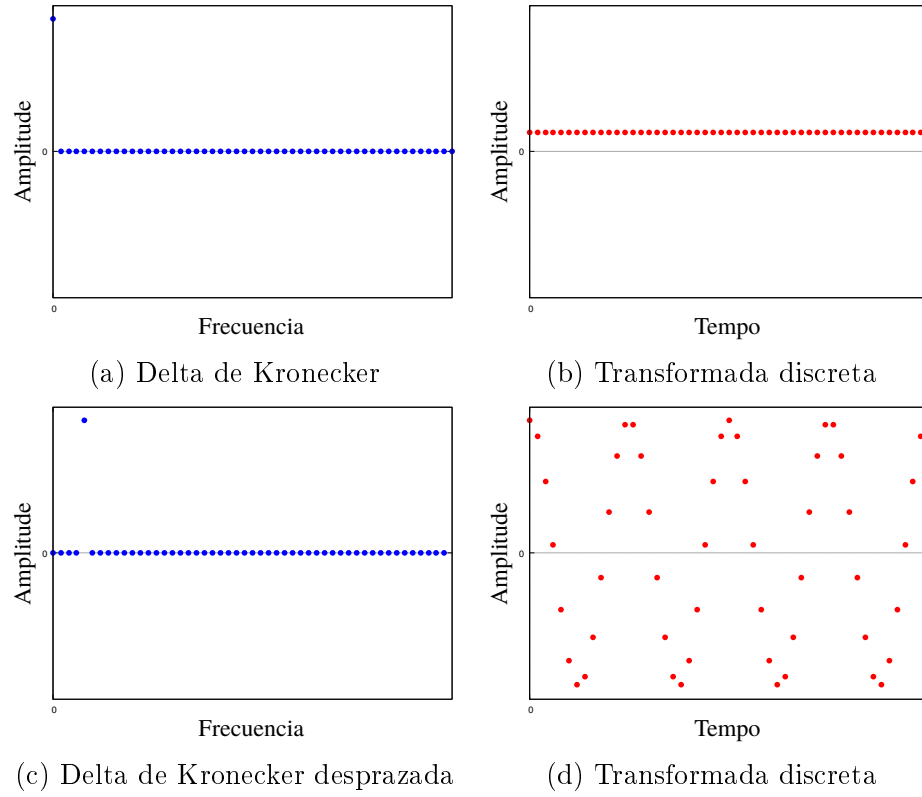 Amplitude
0
0
Frecuencia
(a) Delta de Kronecker
Amplitude
0
0
Tempo
(b) Transformada discreta
Amplitude
0
0
Frecuencia
(c) Delta de Kronecker desprazada
Amplitude
0
0
Tempo
(d) Transformada discreta